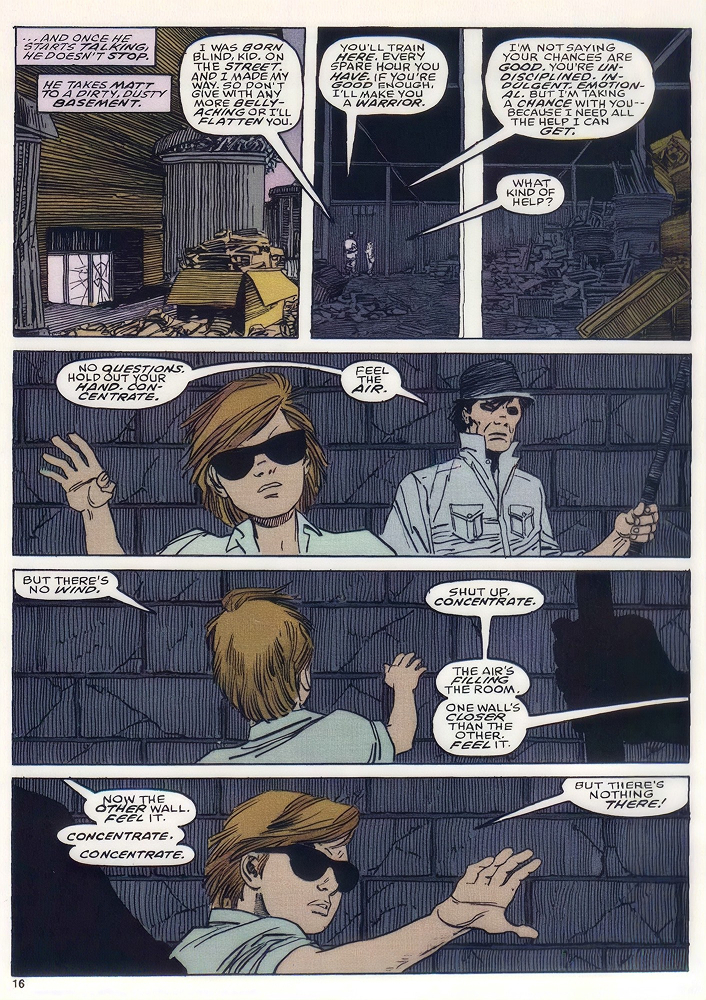 ...AND ONCE HE
STARTS TALKING,
HE DOESN'T STOP.
HE TAKES MATT
TO A DIRTY, DUSTY
BASEMENT.
I WAS BORN
BLIND, KID. ON
THE STREET.
AND I MADE MY
WAY. SO DON'T
GIVE WITH ANY
MORE BELLY-
ACHING OR I'LL
FLATTEN YOU.
YOU'LL TRAIN
HERE. EVERY
SPARE HOUR YOU
HAVE. IF YOU'RE
GOOD ENOUGH,
I'LL MAKE YOU
A WARRIOR.
I'M NOT SAYING
YOUR CHANCES ARE
GOOD, YOU'RE UN-
DISCIPLINED. IN-
DULGENT. EMOTION-
AL. BUT I'M TAKING
A CHANCE WITH YOU--
BECAUSE I NEED ALL
THE HELP I CAN
GET.
WHAT
KIND OF
HELP?
NO QUESTIONS.
HOLD OUT YOUR
HAND. CON-
CENTRATE.
FEEL
THE
AIR.
BUT THERE'S
NO WIND.
SHUT UP.
CONCENTRATE.
THE AIR'S
FILLING
THE ROOM.
ONE WALL'S
CLOSER
THAN THE
OTHER.
FEEL IT.
NOW THE
OTHER WALL.
FEEL IT.
CONCENTRATE.
CONCENTRATE.
BUT THERE'S
NOTHING
THERE!
16